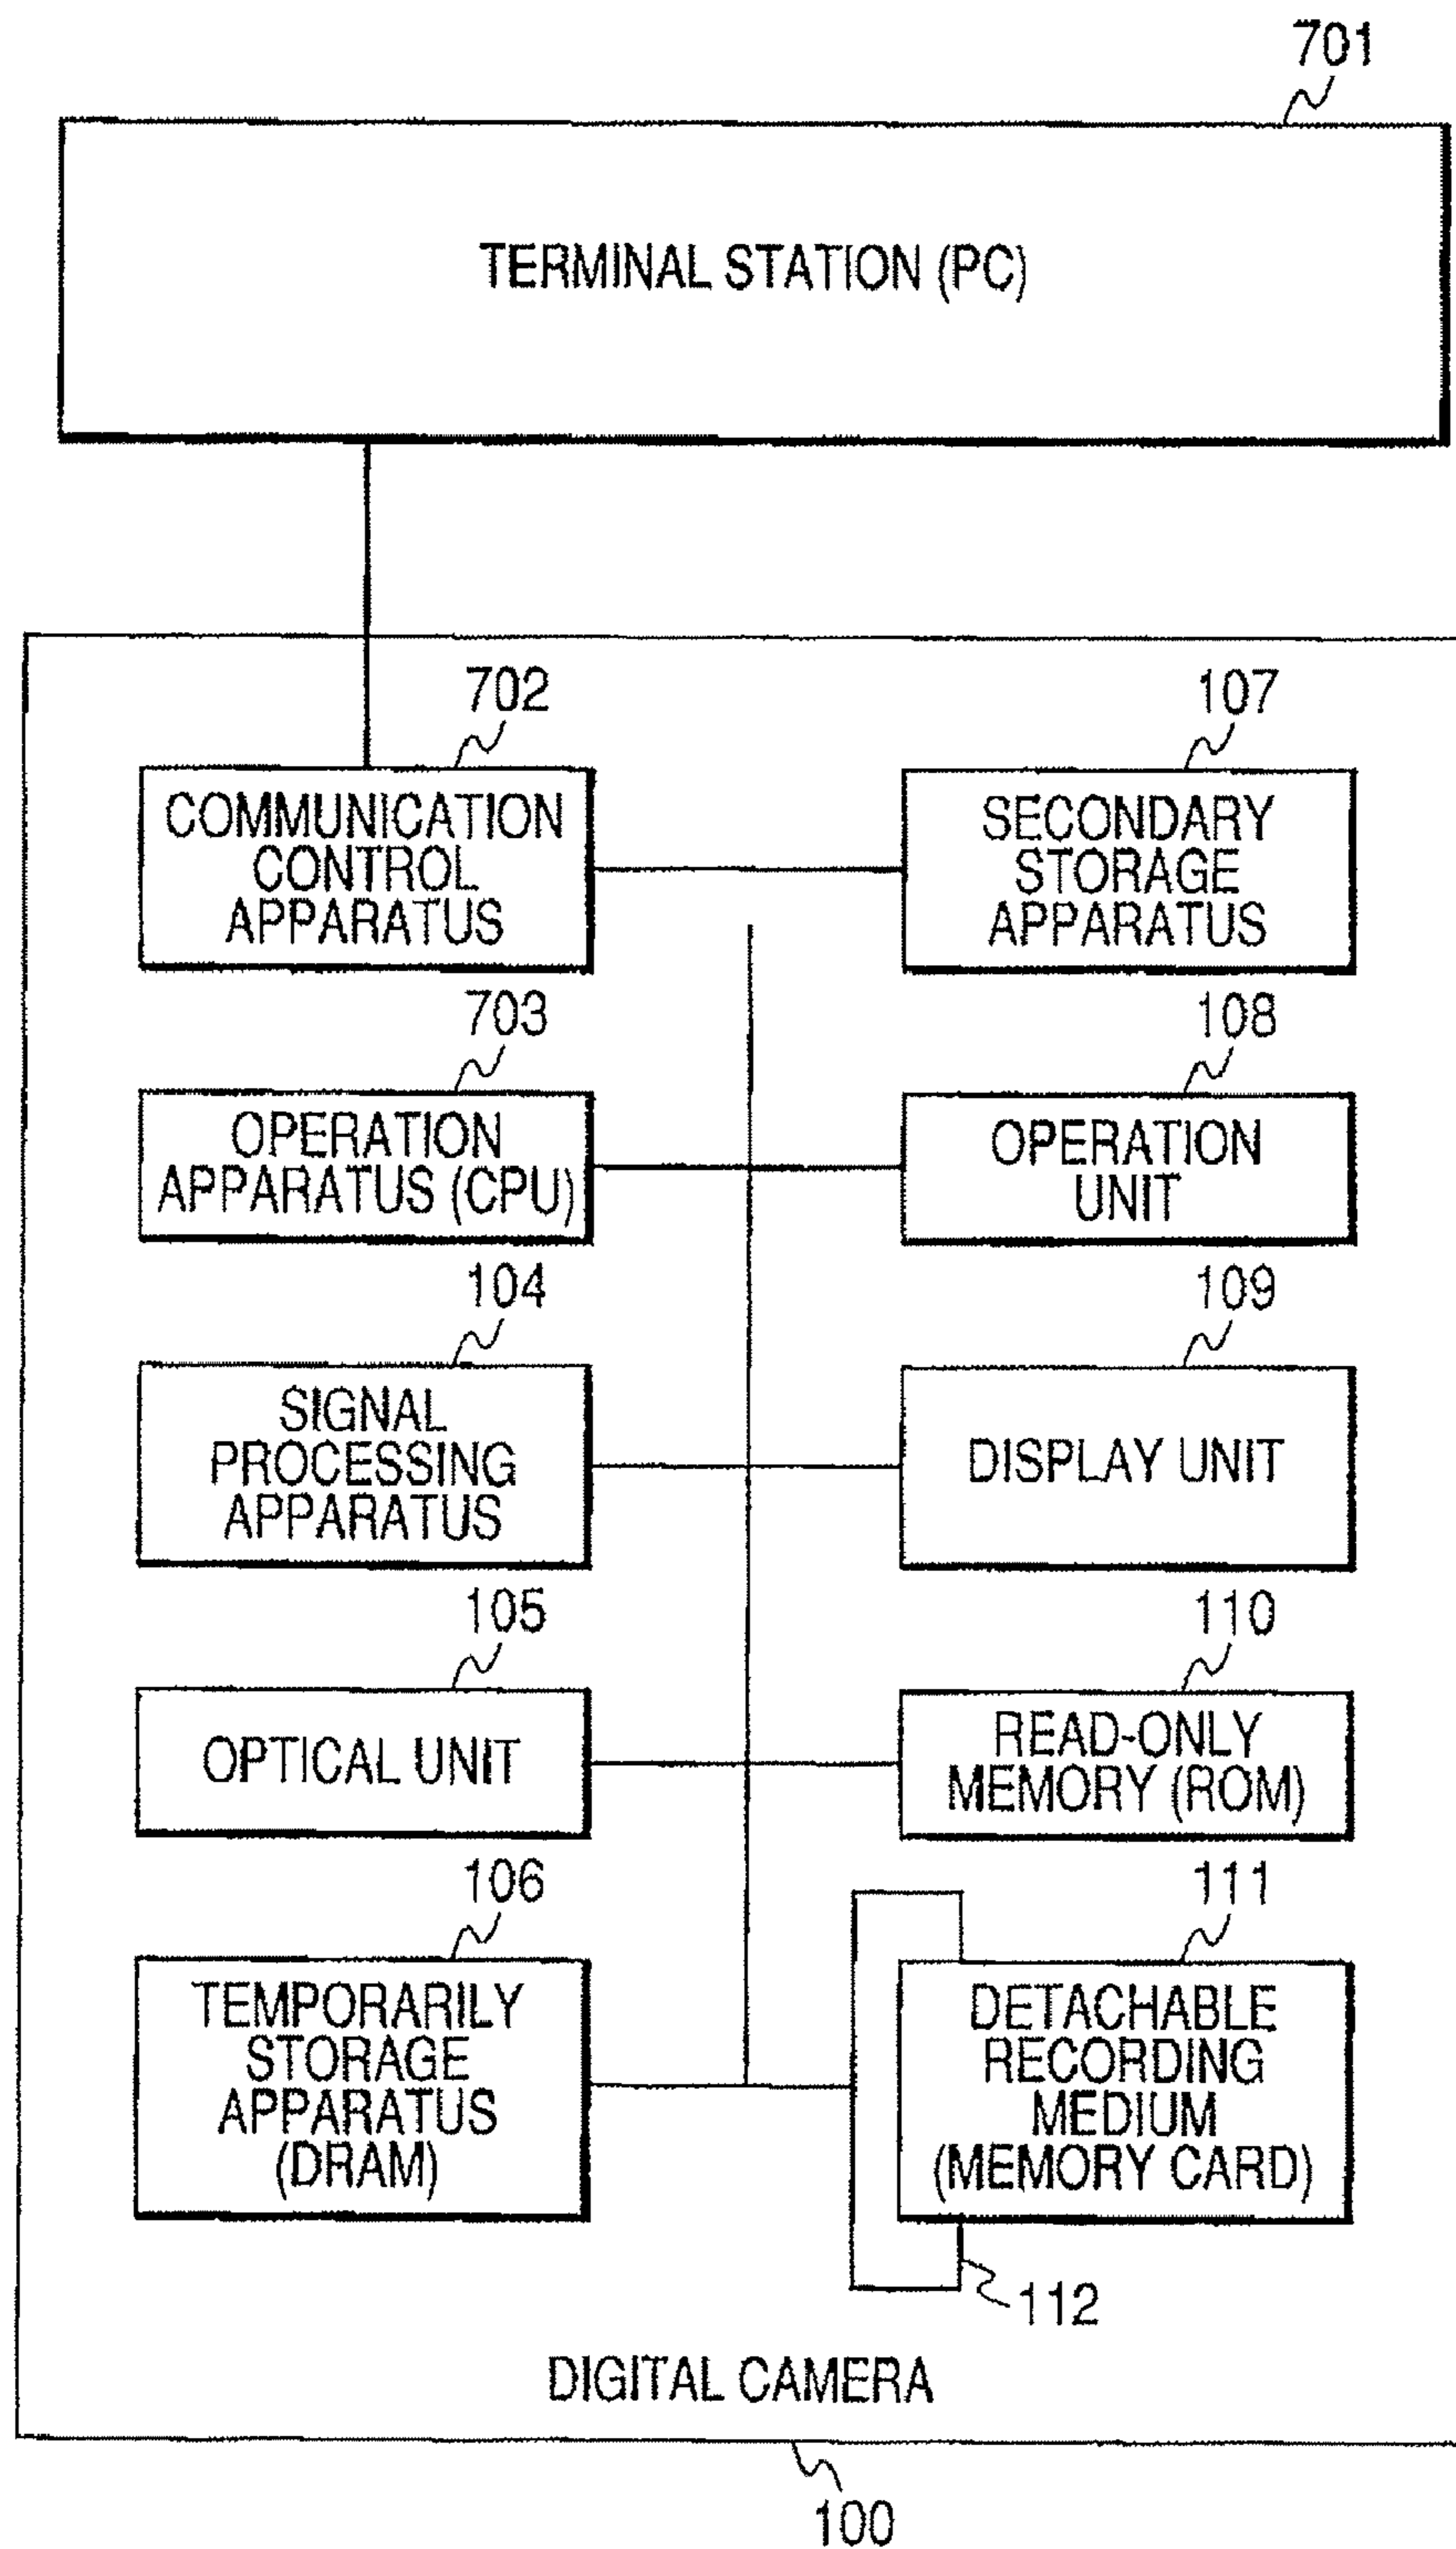 701
TERMINAL STATION (PC)
702
COMMUNICATION
CONTROL
APPARATUS
107
SECONDARY
STORAGE
APPARATUS
703
OPERATION
APPARATUS (CPU)
108
OPERATION
UNIT
104
SIGNAL
PROCESSING
APPARATUS
109
DISPLAY UNIT
105
OPTICAL UNIT
110
READ-ONLY
MEMORY (ROM)
106
TEMPORARILY
STORAGE
APPARATUS
(DRAM)
111
DETACHABLE
RECORDING
MEDIUM
(MEMORY CARD)
112
DIGITAL CAMERA
100